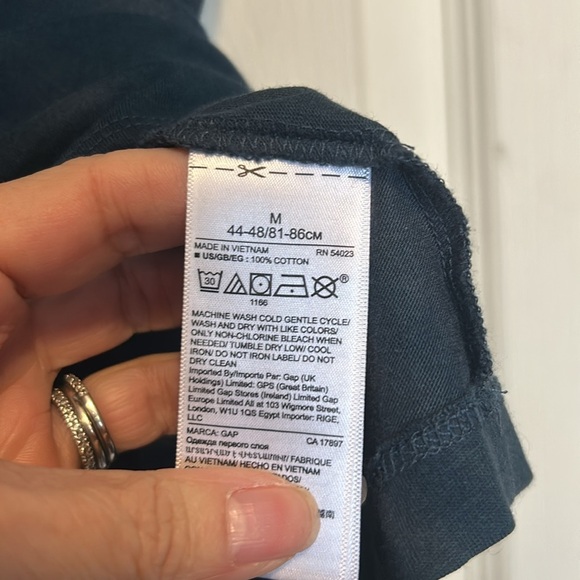 M
44-48/81-86CM
MADE IN VIETNAM RN 54023
■ US/GB/EG : 100% COTTON
30 ®
1166
MACHINE WASH COLD GENTLE CYCLE/
WASH AND DRY WITH LIKE COLORS/
ONLY NON-CHLORINE BLEACH WHEN
NEEDED/ TUMBLE DRY LOW/ COOL
IRON/ DO NOT IRON LABEL/ DO NOT
DRY CLEAN
Imported By/Importe Par: Gap (UK
Holdings) Limited: GPS (Great Britain)
Limited Gap Stores (Ireland) Limited Gap
Europe Limited All at 103 Wigmore Street,
London, W1U 1QS Egypt Importer: RIGE,
LLC
MARCA: GAP CA 17897
Одежда первого слоя
/ FABRIQUE
AU VIETNAM/ HECHO EN VIETNAM
越南